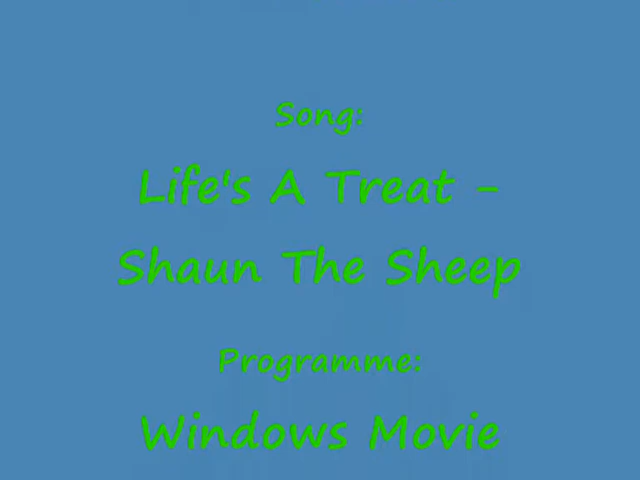 Song:
Life's A Treat -
Shaun The Sheep
Programme:
Windows Movie